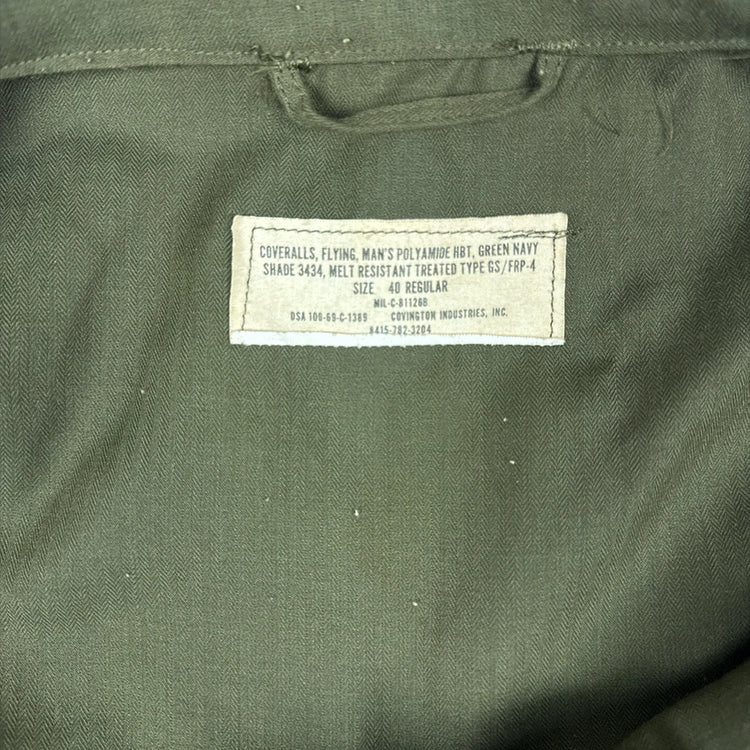 COVERALLS, FLYING, MAN'S POLYAMIDE HBT, GREEN NAVY
SHADE 3434, MELT RESISTANT TREATED TYPE GS/FRP-4
SIZE 40 REGULAR
MIL-C-81126B
DSA 100-69-C-1389 COVINGTON INDUSTRIES, INC.
8415-782-3204